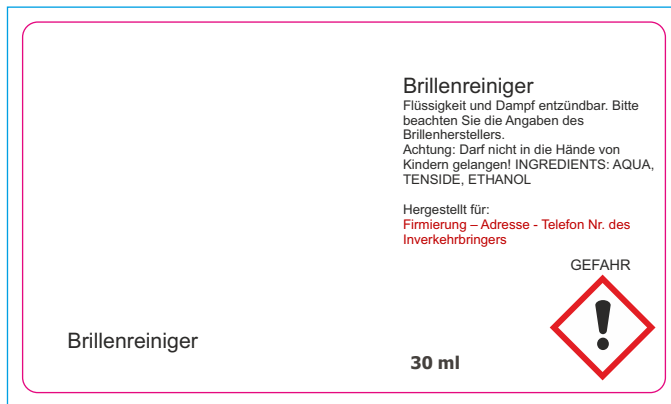 Brillenreiniger
Flüssigkeit und Dampf entzündbar. Bitte
beachten Sie die Angaben des
Brillenherstellers.
Achtung: Darf nicht in die Hände von
Kindern gelangen! INGREDIENTS: AQUA,
TENSIDE, ETHANOL
Hergestellt für:
Firmierung – Adresse - Telefon Nr. des
Inverkehrbringers
GEFAHR
Brillenreiniger
30 ml